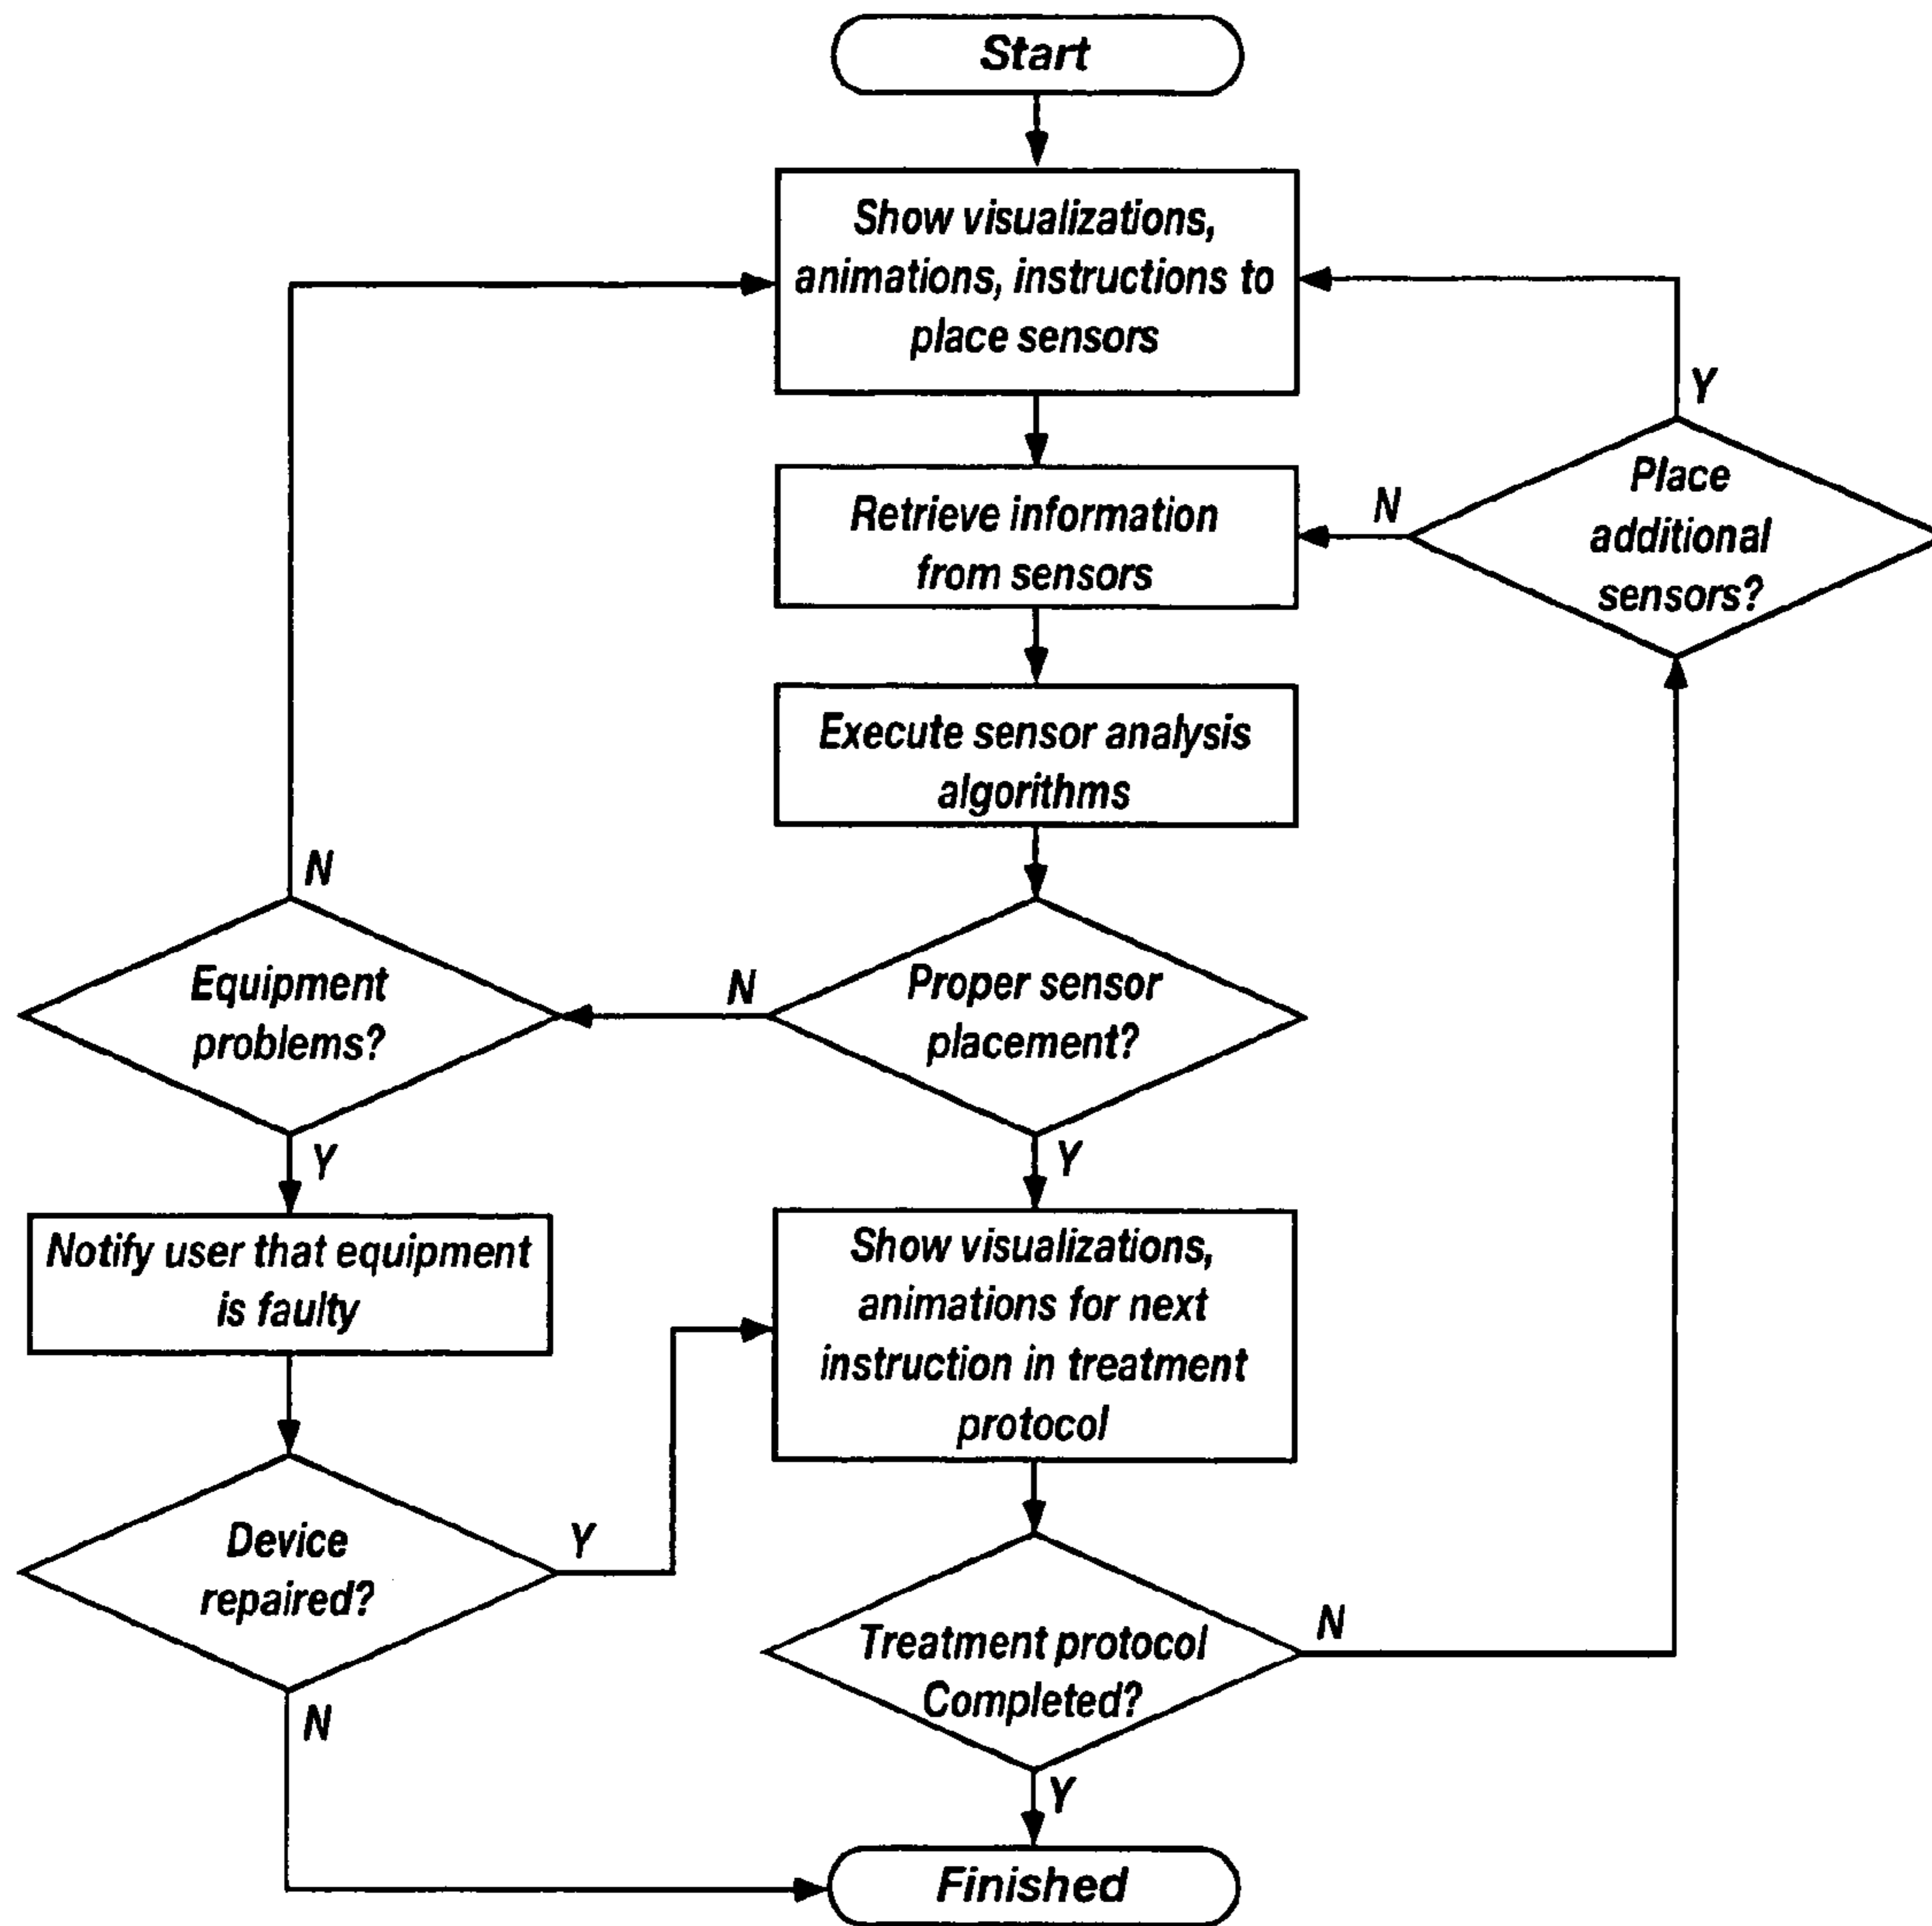 Start
Show visualizations,
animations, instructions to
place sensors
Y
Place
additional
sensors?
N
Retrieve information
from sensors
Execute sensor analysis
algorithms
N
Equipment
problems?
N
Proper sensor
placement?
Y
Y
Notify user that equipment
is faulty
Show visualizations,
animations for next
instruction in treatment
protocol
Device
repaired?
Y
N
Treatment protocol
Completed?
N
Y
Finished